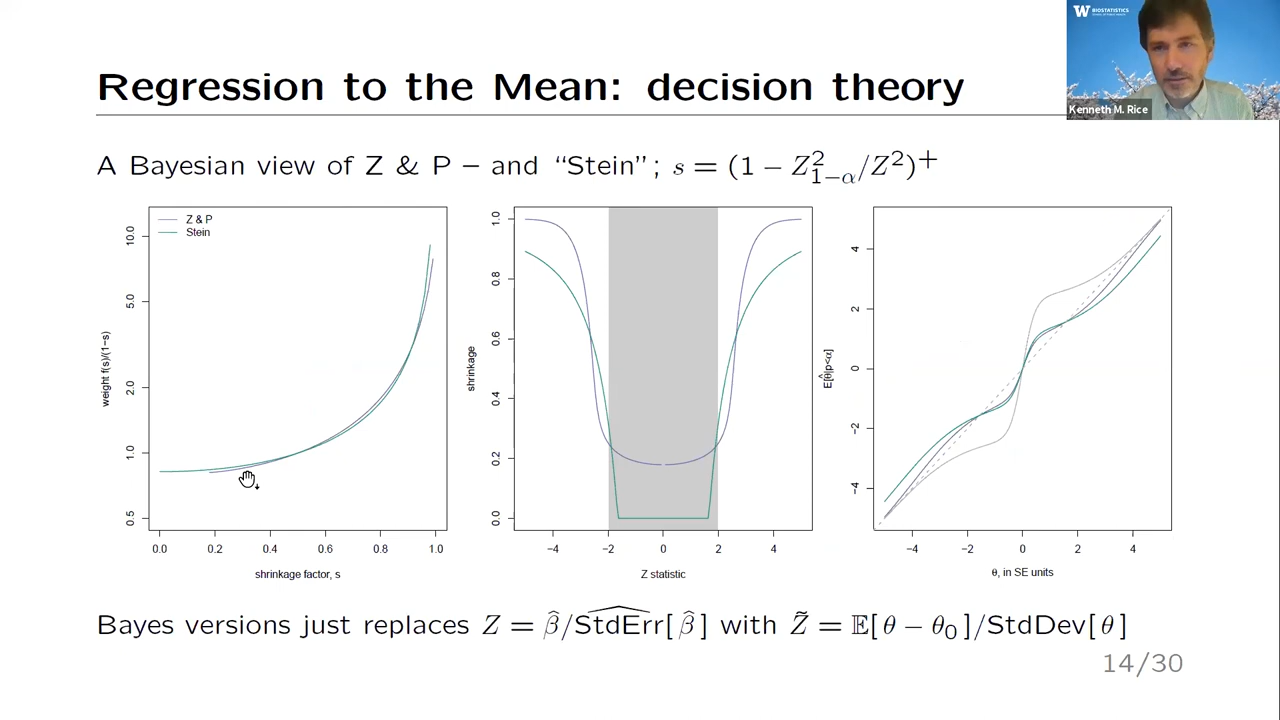 W BIOSTATISTICS
Kenneth M. Rice
Regression to the Mean: decision theory
A Bayesian view of Z & P – and “Stein”; s = (1 − Z²₁₋α/Z²)⁺
Z & P
Stein
weight f(s)/(1−s)
0.5 1.0 2.0 5.0 10.0
0.0 0.2 0.4 0.6 0.8 1.0
shrinkage factor, s
shrinkage
0.0 0.2 0.4 0.6 0.8 1.0
−4 −2 0 2 4
Z statistic
E[θ̂|p<α]
−4 −2 0 2 4
−4 −2 0 2 4
θ, in SE units
Bayes versions just replaces Z = β̂/StdErr[ β̂ ] with Z̃ = 𝔼[ θ − θ₀ ]/StdDev[ θ ]
14/30